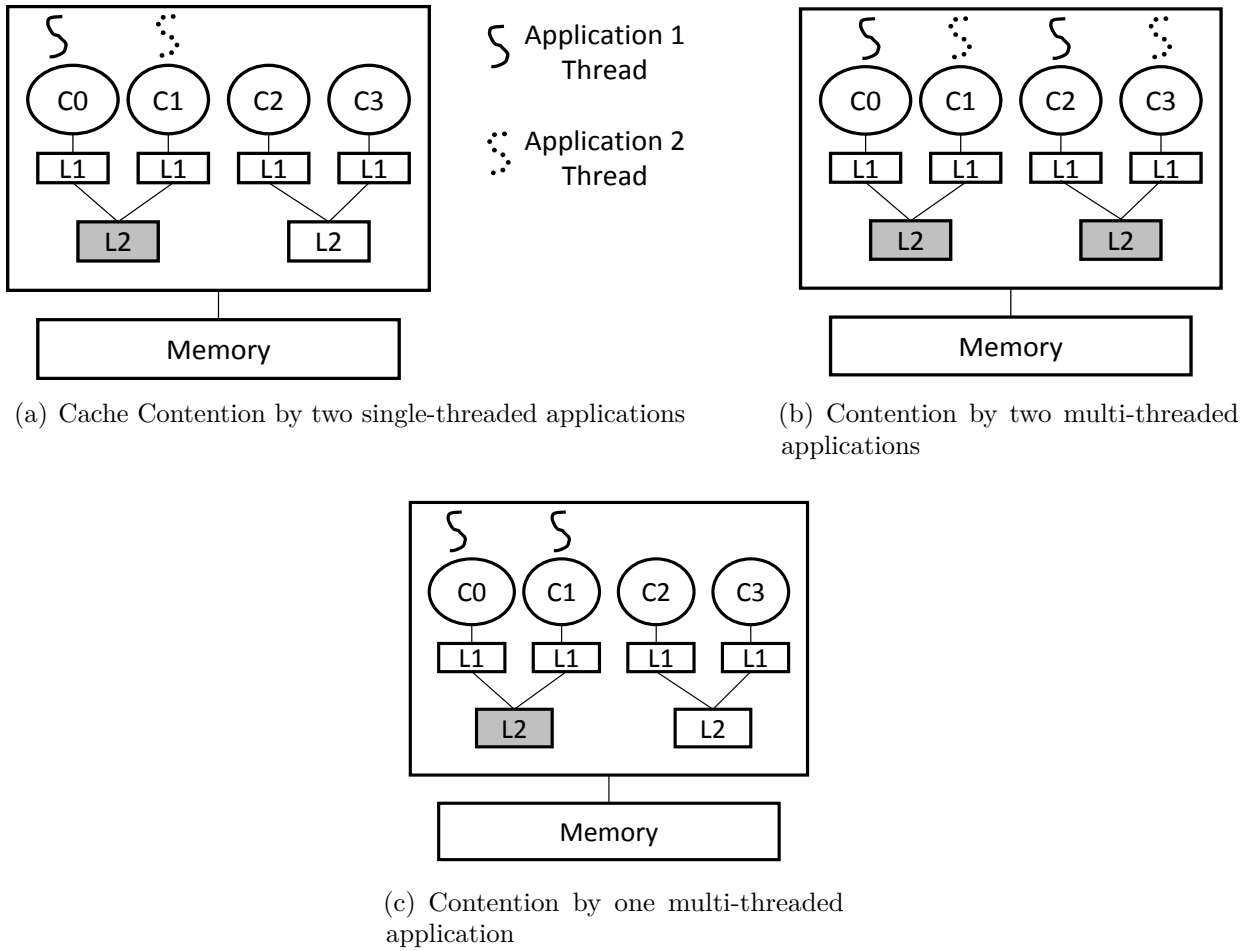 Application 1
Thread
Application 2
Thread
C0 C1 C2 C3
L1 L1 L1 L1
L2 L2
Memory
(a) Cache Contention by two single-threaded applications
C0 C1 C2 C3
L1 L1 L1 L1
L2 L2
Memory
(b) Contention by two multi-threaded
applications
C0 C1 C2 C3
L1 L1 L1 L1
L2 L2
Memory
(c) Contention by one multi-threaded
application